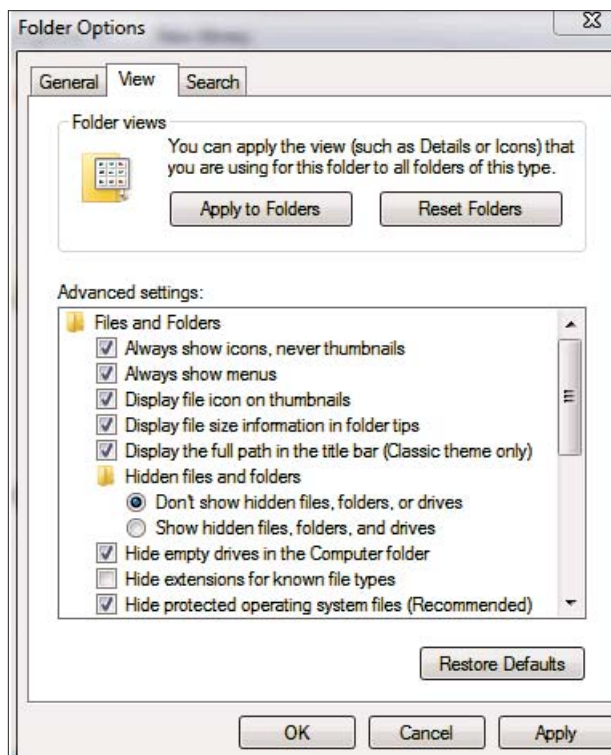 Folder Options
General
View
Search
Folder views
You can apply the view (such as Details or Icons) that
you are using for this folder to all folders of this type.
Apply to Folders
Reset Folders
Advanced settings:
Files and Folders
Always show icons, never thumbnails
Always show menus
Display file icon on thumbnails
Display file size information in folder tips
Display the full path in the title bar (Classic theme only)
Hidden files and folders
Don't show hidden files, folders, or drives
Show hidden files, folders, and drives
Hide empty drives in the Computer folder
Hide extensions for known file types
Hide protected operating system files (Recommended)
Restore Defaults
OK
Cancel
Apply